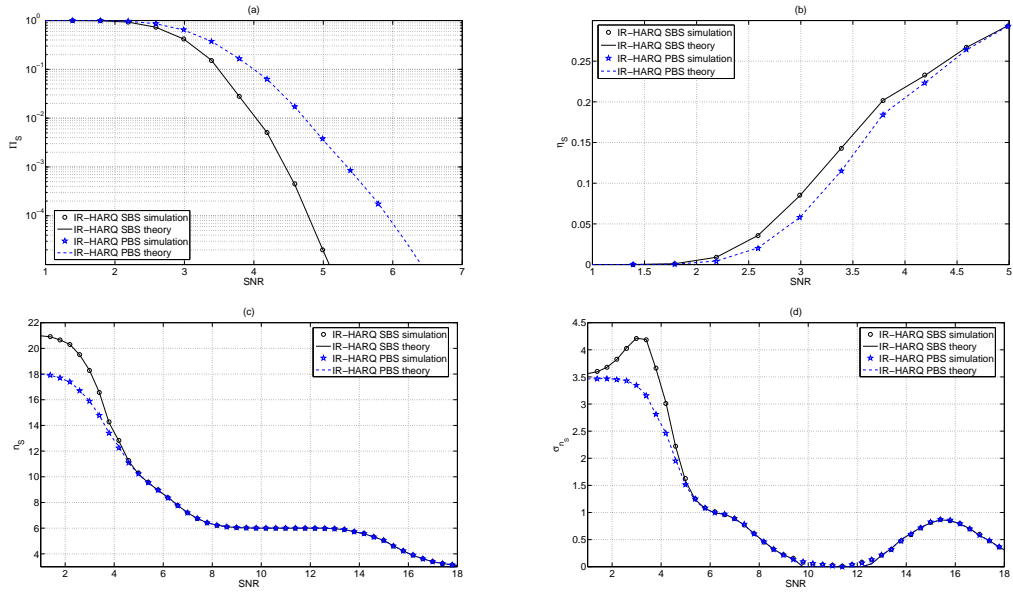 (a)
10^0
10^−1
10^−2
10^−3
10^−4
Π_S
IR−HARQ SBS simulation
IR−HARQ SBS theory
IR−HARQ PBS simulation
IR−HARQ PBS theory
1 2 3 4 5 6 7
SNR
(b)
0.25
0.2
0.15
0.1
0.05
0
η_S
IR−HARQ SBS simulation
IR−HARQ SBS theory
IR−HARQ PBS simulation
IR−HARQ PBS theory
1 1.5 2 2.5 3 3.5 4 4.5 5
SNR
(c)
22
20
18
16
14
12
10
8
6
4
n_S
IR−HARQ SBS simulation
IR−HARQ SBS theory
IR−HARQ PBS simulation
IR−HARQ PBS theory
2 4 6 8 10 12 14 16 18
SNR
(d)
4.5
4
3.5
3
2.5
2
1.5
1
0.5
0
σ_n_S
IR−HARQ SBS simulation
IR−HARQ SBS theory
IR−HARQ PBS simulation
IR−HARQ PBS theory
2 4 6 8 10 12 14 16 18
SNR